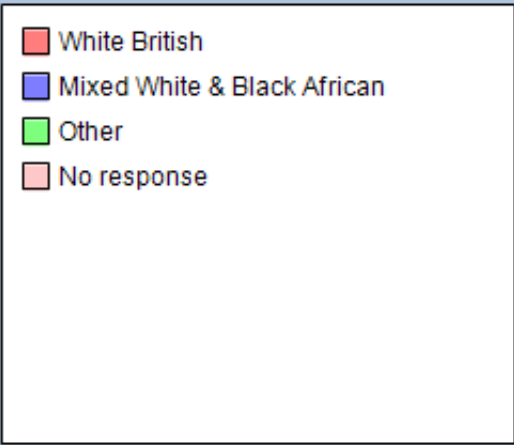 White British
Mixed White & Black African
Other
No response